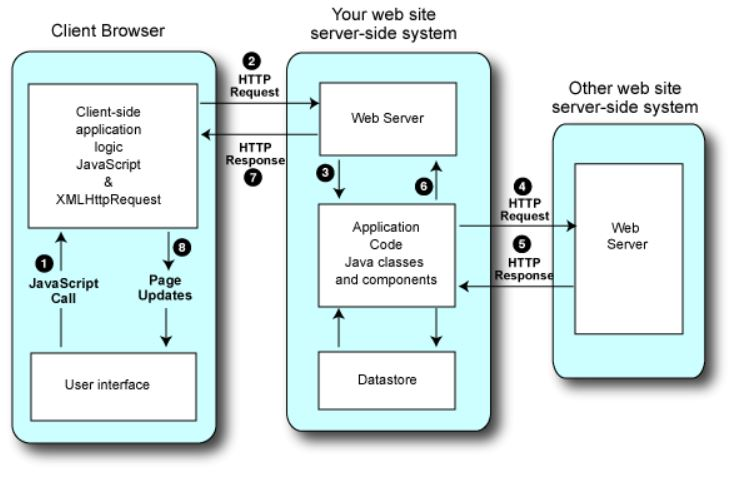 Client Browser
Your web site
server-side system
Other web site
server-side system
Client-side
application
logic
JavaScript
&
XMLHttpRequest
2
HTTP
Request
HTTP
Response
7
Web Server
3
6
Application
Code
Java classes
and components
4
HTTP
Request
5
HTTP
Response
Web
Server
1
JavaScript
Call
8
Page
Updates
User interface
Datastore